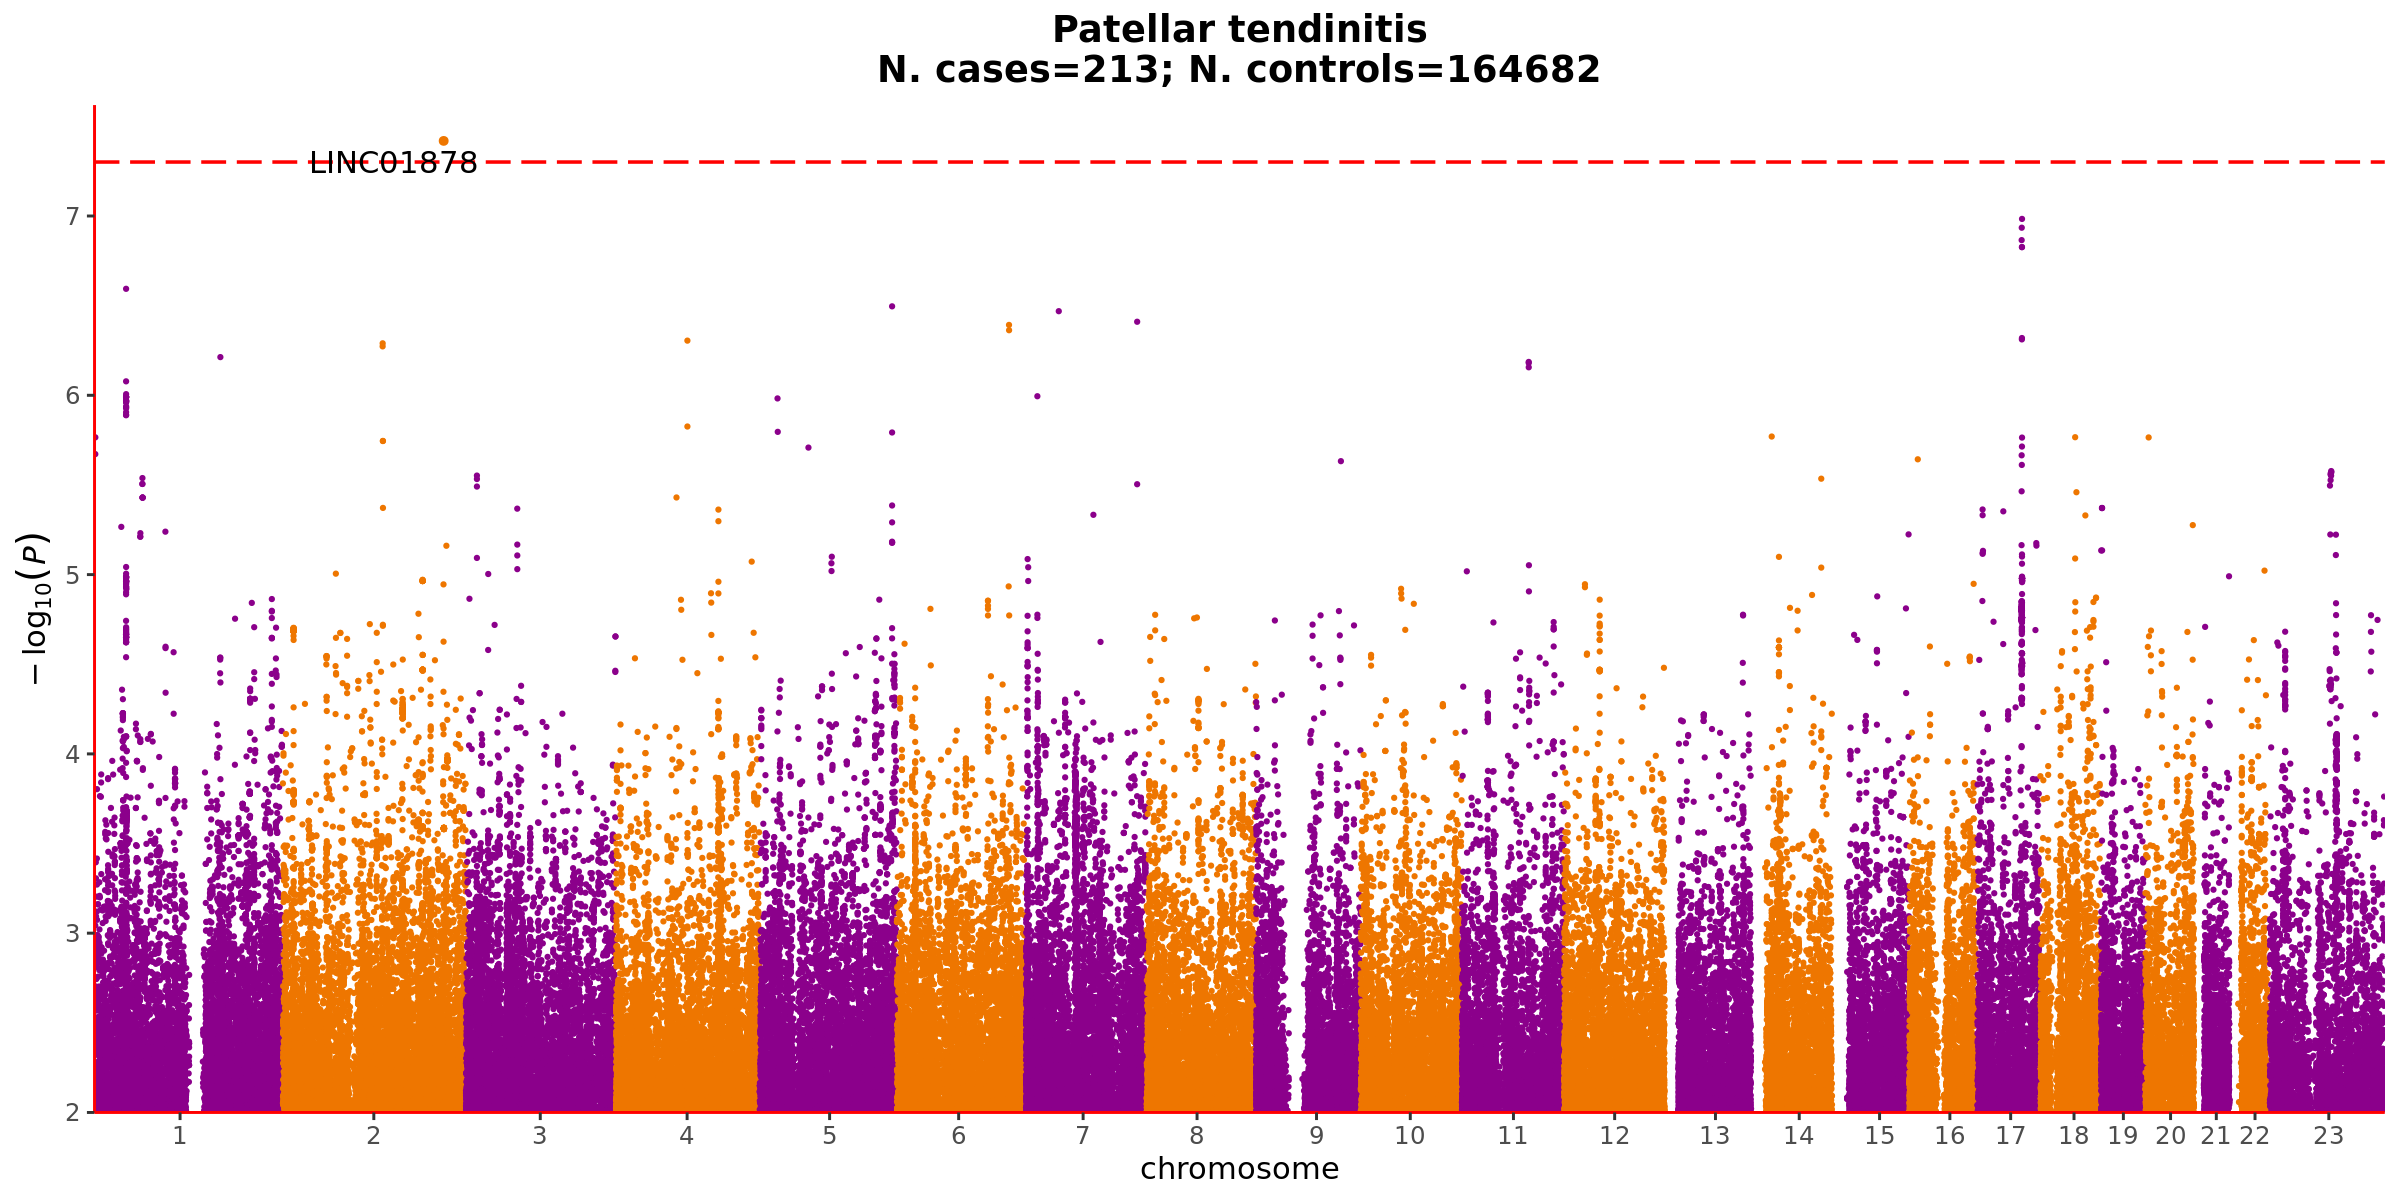 Patellar tendinitis
N. cases=213; N. controls=164682
LINC01878
7
6
5
4
3
2
−log₁₀(P)
1 2 3 4 5 6 7 8 9 10 11 12 13 14 15 16 17 18 19 20 21 22 23
chromosome